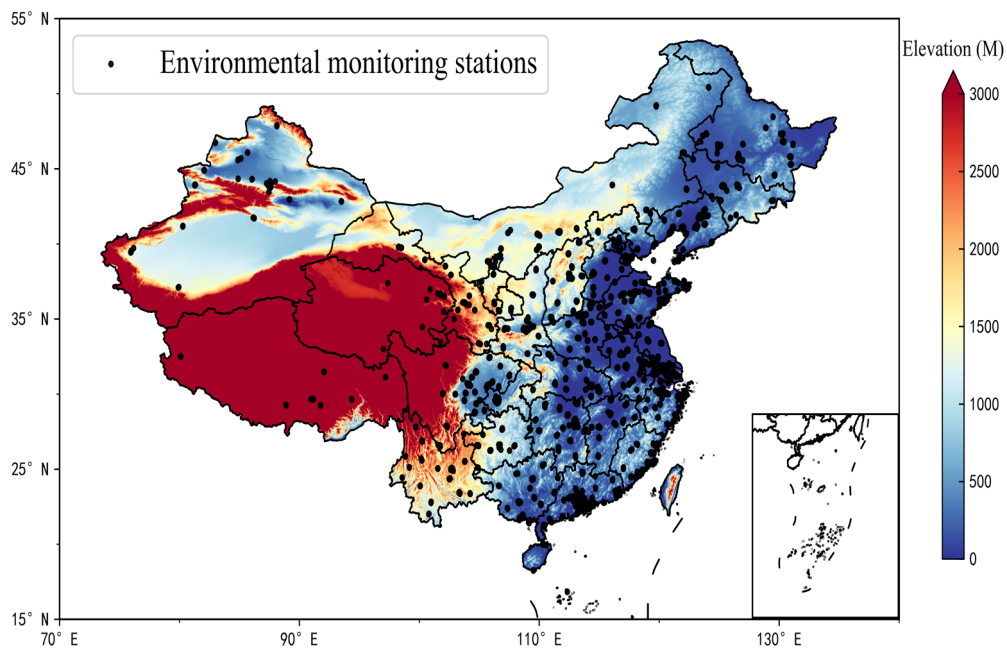 55° N
Environmental monitoring stations
Elevation (M)
3000
45° N
2500
2000
35° N
1500
1000
25° N
500
0
15° N
70° E 90° E 110° E 130° E